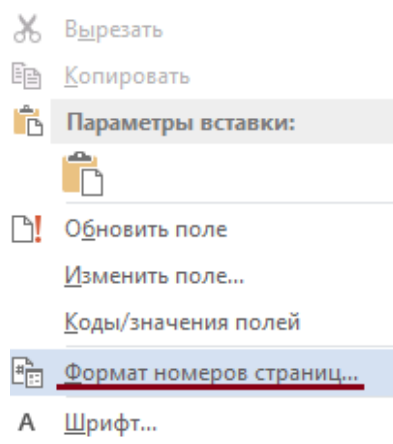 Вырезать
Копировать
Параметры вставки:
Обновить поле
Изменить поле...
Коды/значения полей
Формат номеров страниц...
А Шрифт...